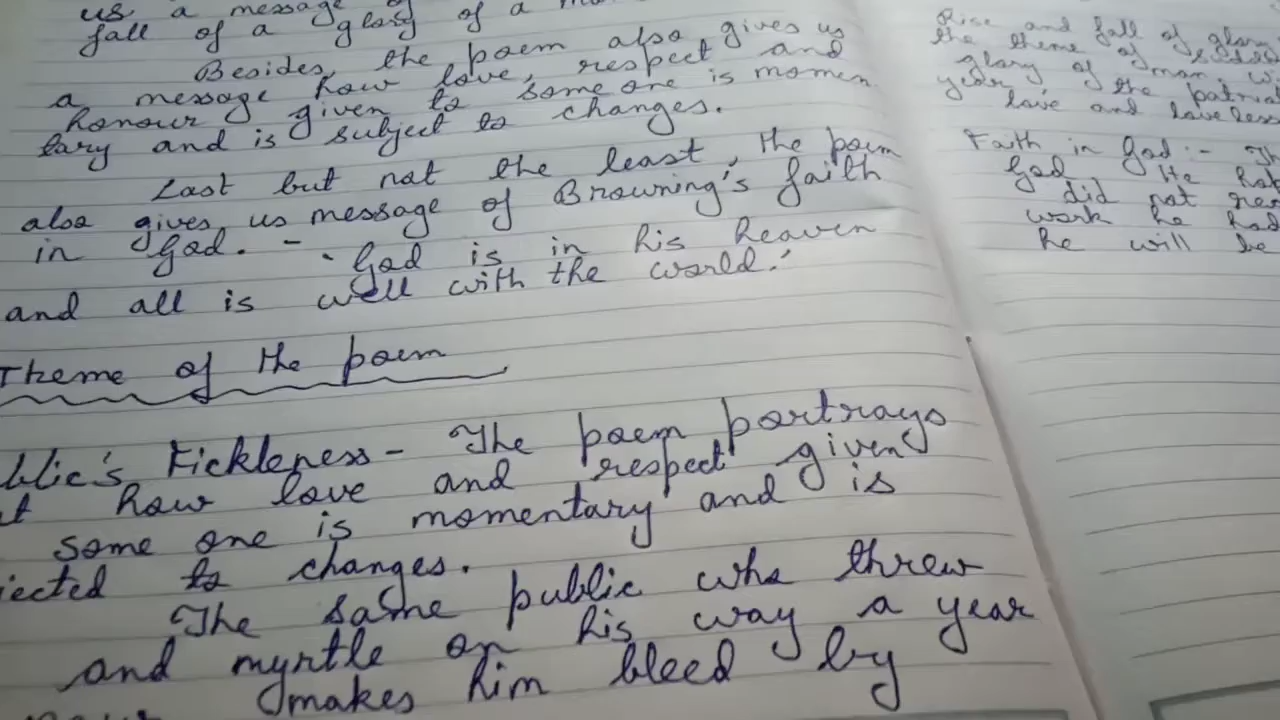 us a message of
fall of a glory of a
Besides, the poem also gives us
a message how love, respect and
honour given to some one is momen
tary and is subject to changes.
Last but not the least, the poem
also gives us message of Browning's faith
in God. - "God is in his heaven
and all is well with the world."
Theme of the poem
blic's Fickleness - The poem portrays
how love and respect given
some one is momentary and is
jected to changes.
The same public who threw
and myrtle on his way a year
makes him bleed by
Rise and fall of glory
the theme of
glory of man, w
year of the patriot
love and loveless
Faith in God :- Th
God He
did not
work he had
he will be